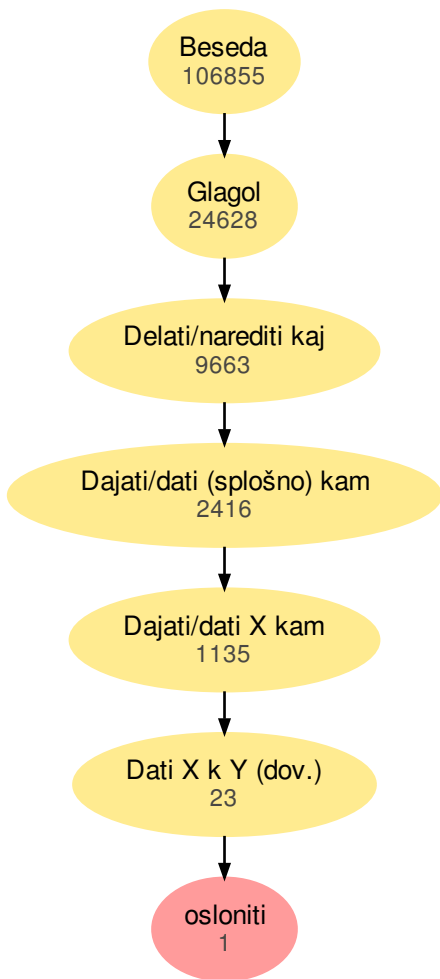 Beseda
106855
Glagol
24628
Delati/narediti kaj
9663
Dajati/dati (splošno) kam
2416
Dajati/dati X kam
1135
Dati X k Y (dov.)
23
osloniti
1